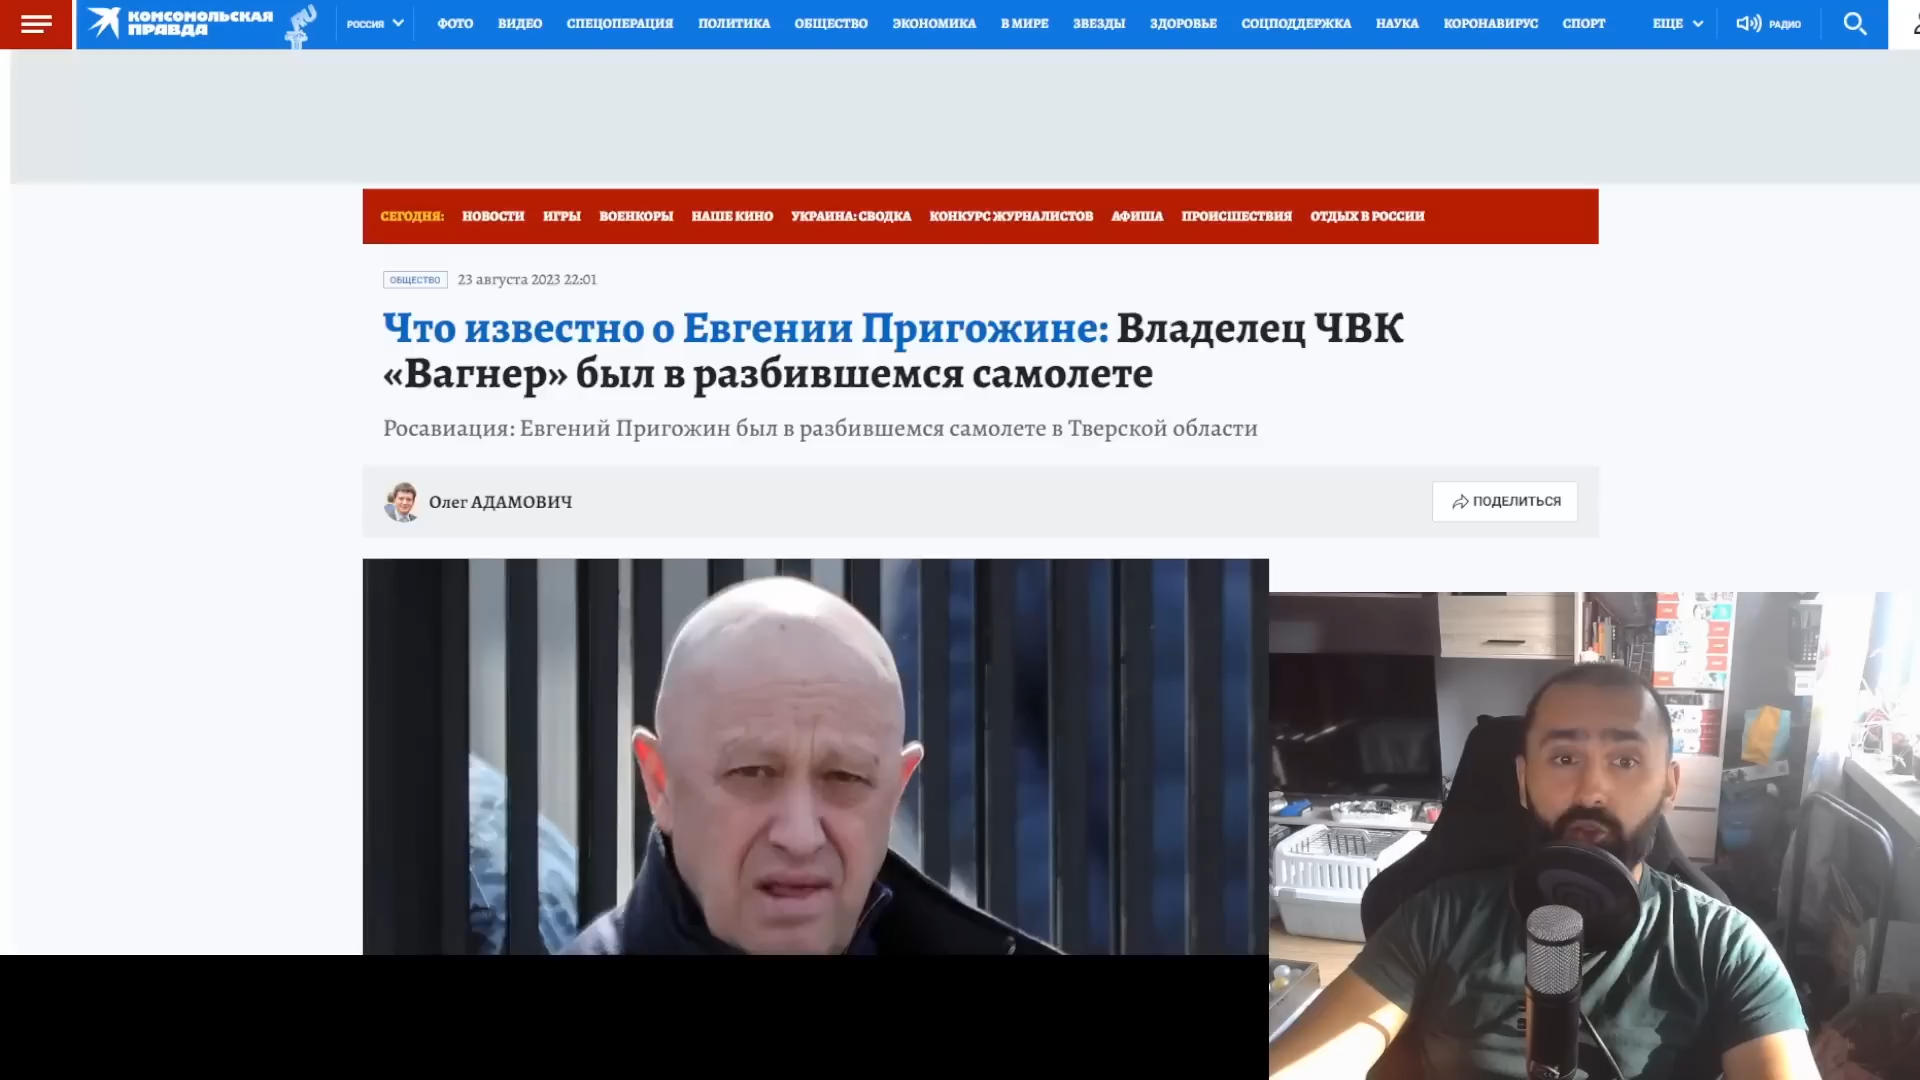 КОМСОМОЛЬСКАЯ
ПРАВДА
РОССИЯ
ФОТО
ВИДЕО
СПЕЦОПЕРАЦИЯ
ПОЛИТИКА
ОБЩЕСТВО
ЭКОНОМИКА
В МИРЕ
ЗВЕЗДЫ
ЗДОРОВЬЕ
СОЦПОДДЕРЖКА
НАУКА
КОРОНАВИРУС
СПОРТ
ЕЩЕ
РАДИО
СЕГОДНЯ: НОВОСТИ ИГРЫ ВОЕНКОРЫ НАШЕ КИНО УКРАИНА: СВОДКА КОНКУРС ЖУРНАЛИСТОВ АФИША ПРОИСШЕСТВИЯ ОТДЫХ В РОССИИ
ОБЩЕСТВО 23 августа 2023 22:01
Что известно о Евгении Пригожине: Владелец ЧВК
«Вагнер» был в разбившемся самолете
Росавиация: Евгений Пригожин был в разбившемся самолете в Тверской области
Олег АДАМОВИЧ
ПОДЕЛИТЬСЯ